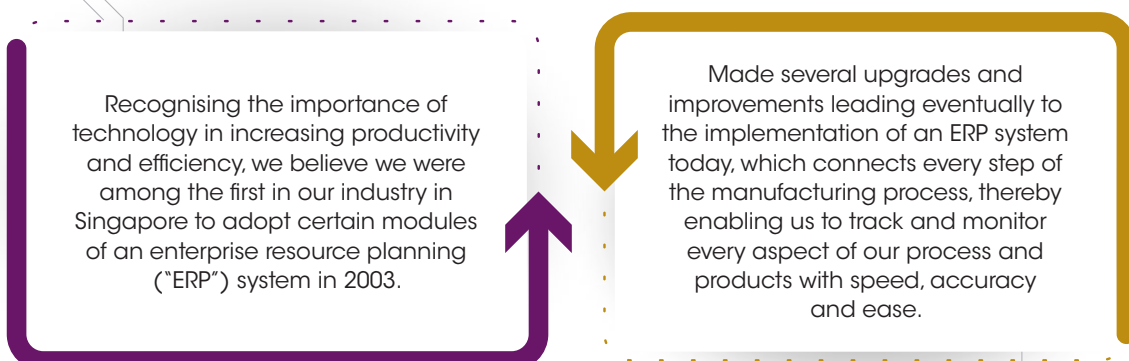 Recognising the importance of
technology in increasing productivity
and efficiency, we believe we were
among the first in our industry in
Singapore to adopt certain modules
of an enterprise resource planning
(“ERP”) system in 2003.
Made several upgrades and
improvements leading eventually to
the implementation of an ERP system
today, which connects every step of
the manufacturing process, thereby
enabling us to track and monitor
every aspect of our process and
products with speed, accuracy
and ease.